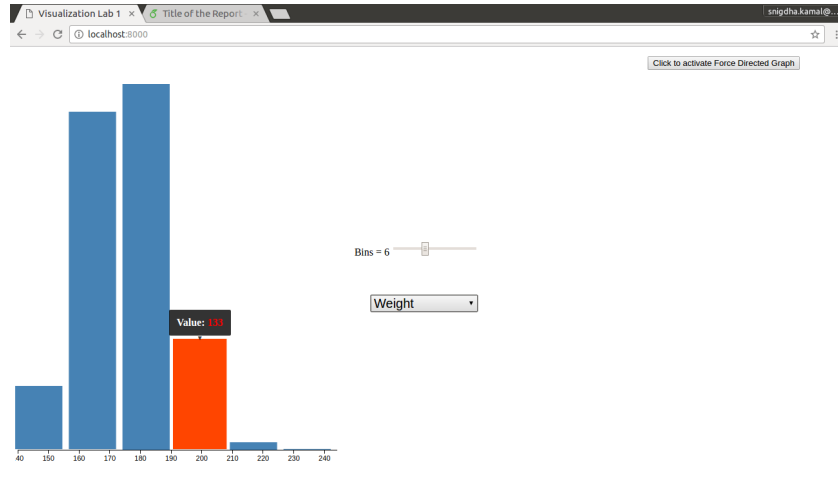 Visualization Lab 1 × Title of the Report - × snigdha.kamal@...
localhost:8000
Click to activate Force Directed Graph
Bins = 6
Weight
Value: 133
40 150 160 170 180 190 200 210 220 230 240